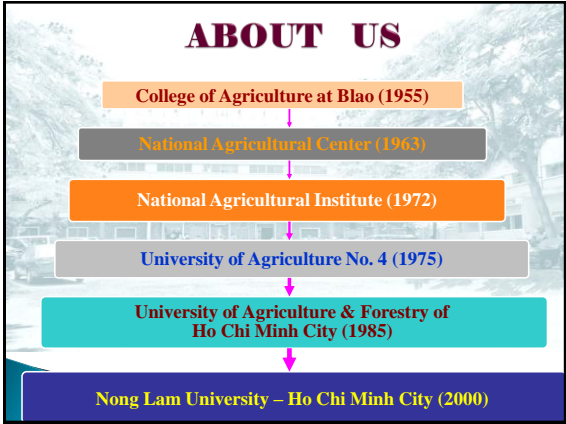 ABOUT US
College of Agriculture at Blao (1955)
National Agricultural Center (1963)
National Agricultural Institute (1972)
University of Agriculture No. 4 (1975)
University of Agriculture & Forestry of
Ho Chi Minh City (1985)
Nong Lam University – Ho Chi Minh City (2000)